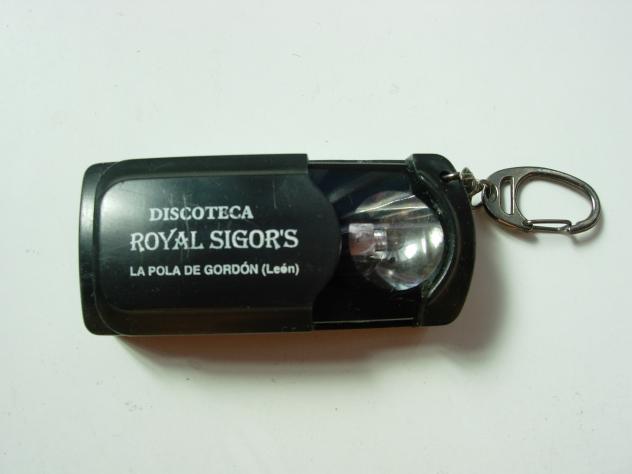 DISCOTECA
ROYAL SIGOR'S
LA POLA DE GORDÓN (León)